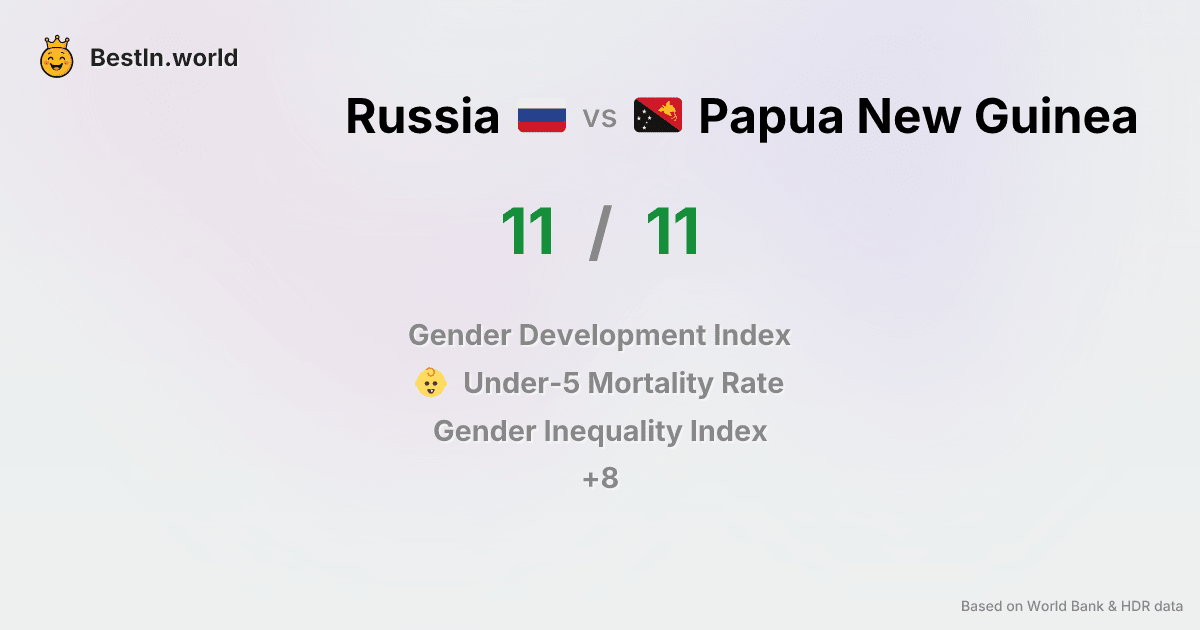 BestIn.world
Russia vs Papua New Guinea
11 / 11
Gender Development Index
Under-5 Mortality Rate
Gender Inequality Index
+8
Based on World Bank & HDR data